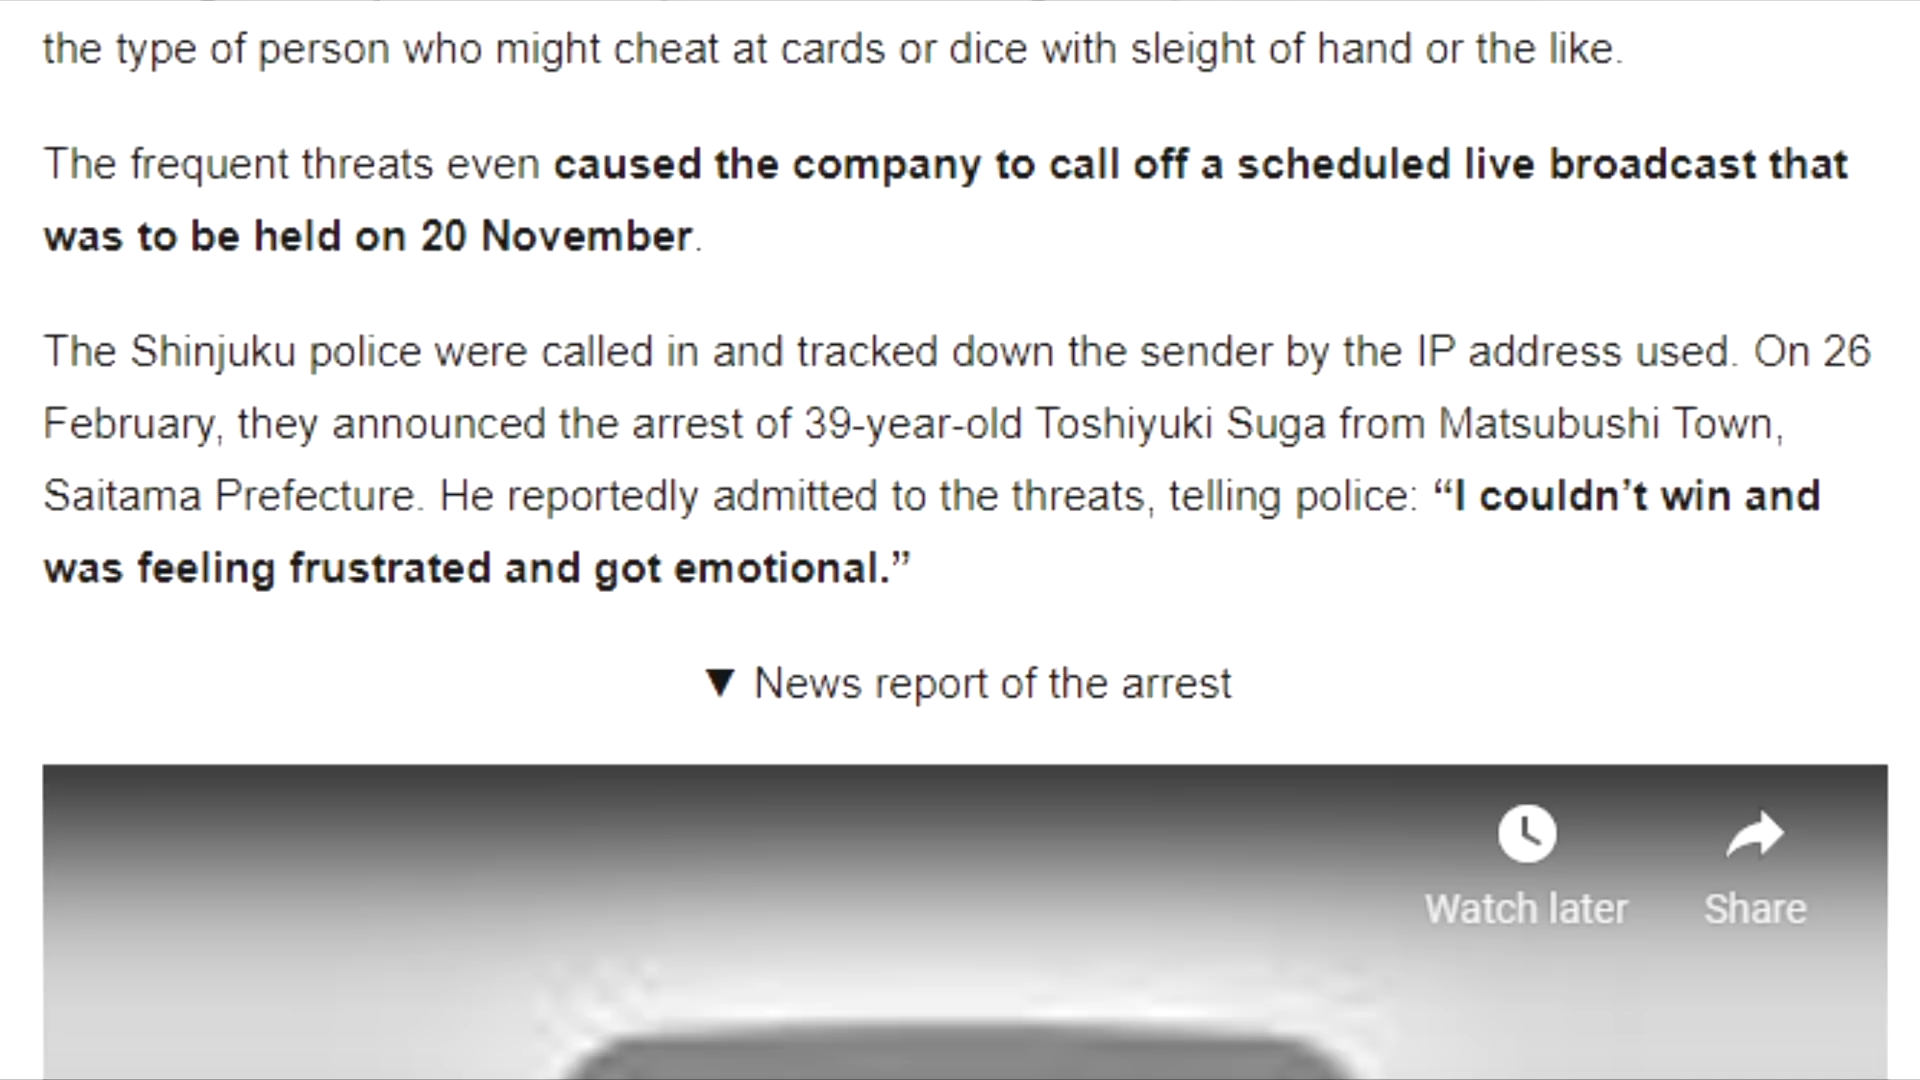 the type of person who might cheat at cards or dice with sleight of hand or the like.
The frequent threats even caused the company to call off a scheduled live broadcast that
was to be held on 20 November.
The Shinjuku police were called in and tracked down the sender by the IP address used. On 26
February, they announced the arrest of 39-year-old Toshiyuki Suga from Matsubushi Town,
Saitama Prefecture. He reportedly admitted to the threats, telling police: “I couldn’t win and
was feeling frustrated and got emotional.”
▼ News report of the arrest
Watch later
Share